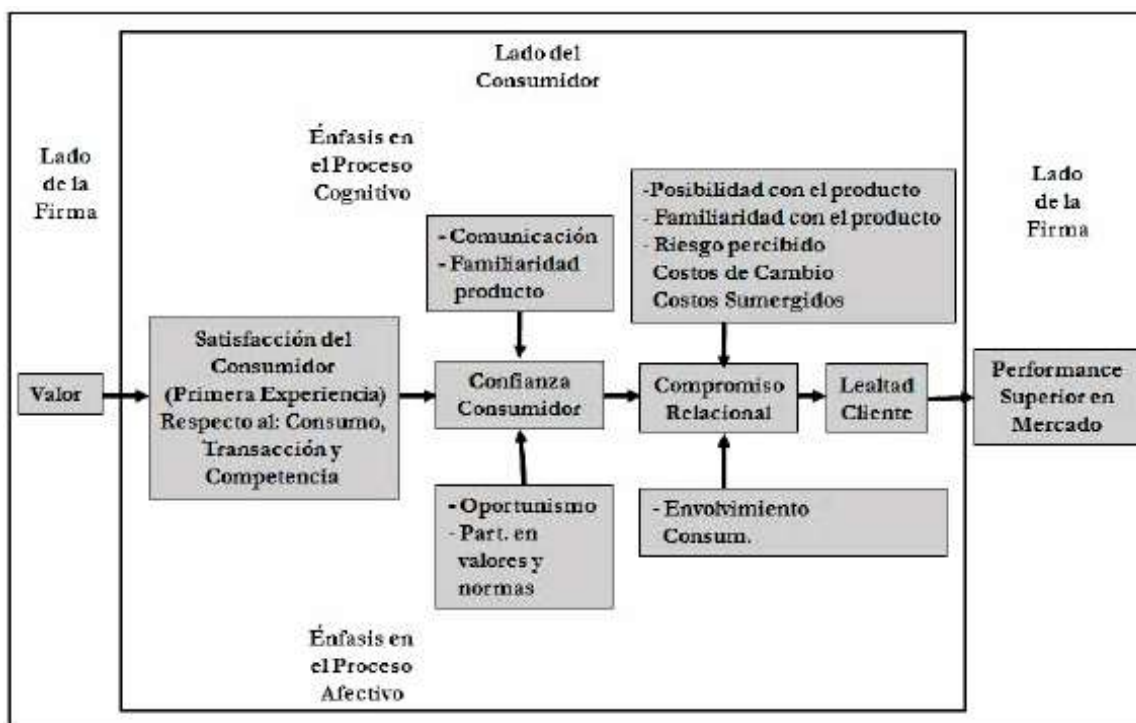 Lado del
Consumidor
Lado
de la
Firma
Énfasis en
el Proceso
Cognitivo
- Comunicación
- Familiaridad
producto
-Posibilidad con el producto
- Familiaridad con el producto
- Riesgo percibido
Costos de Cambio
Costos Sumergidos
Lado
de la
Firma
Valor
Satisfacción del
Consumidor
(Primera Experiencia)
Respecto al: Consumo,
Transacción y
Competencia
Confianza
Consumidor
Compromiso
Relacional
Lealtad
Cliente
Performance
Superior en
Mercado
- Oportunismo
- Part. en
valores y
normas
- Envolvimiento
Consum.
Énfasis en
el Proceso
Afectivo